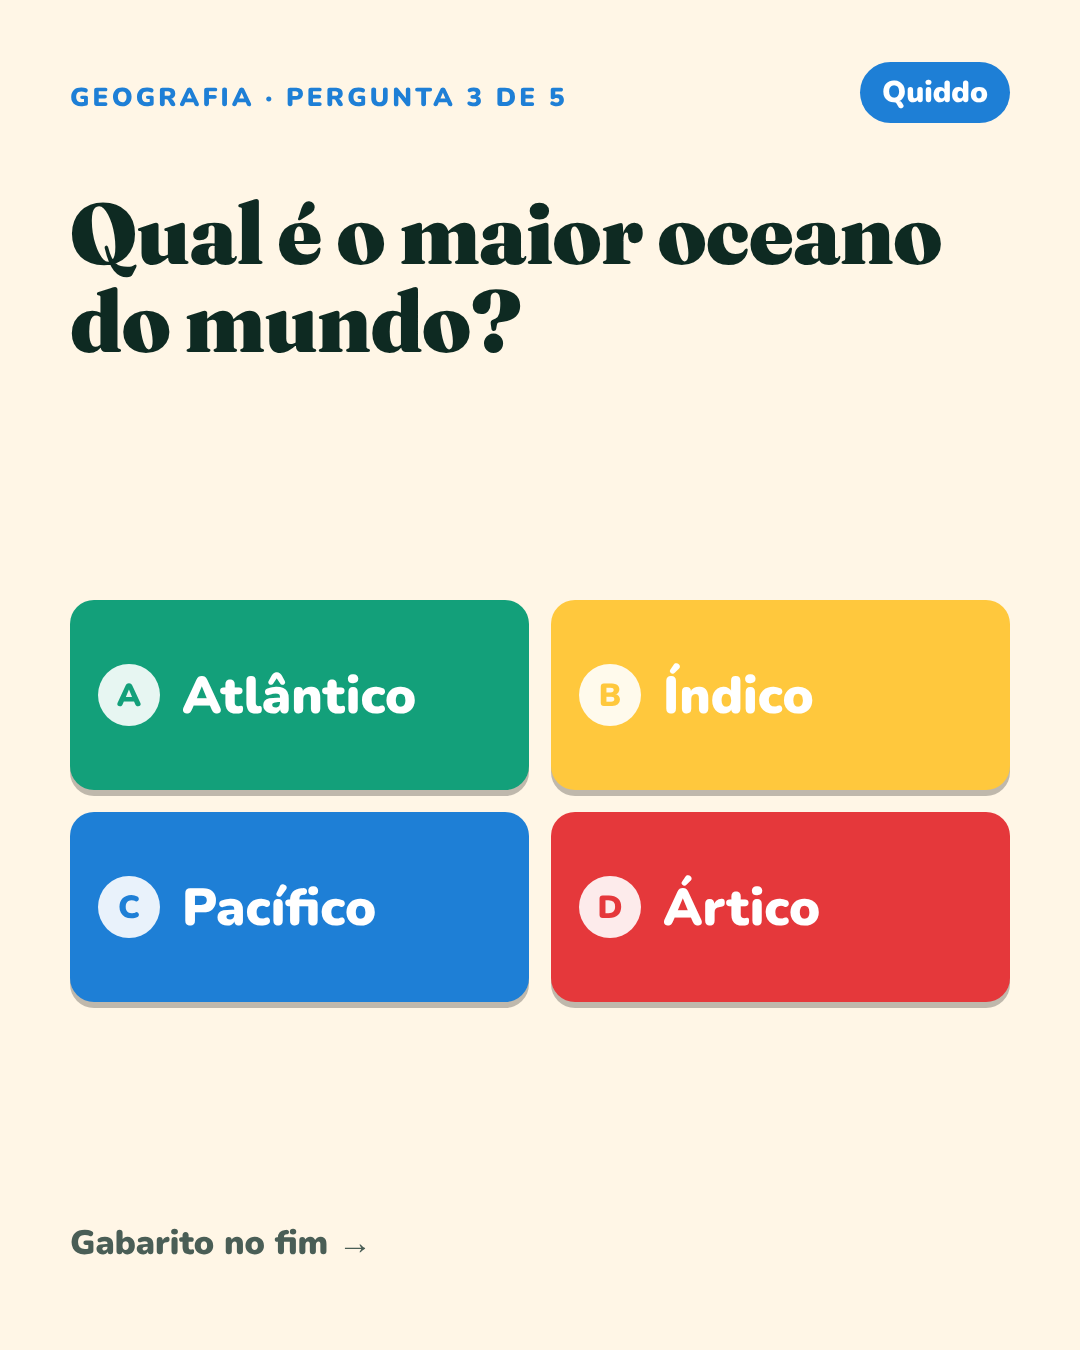 GEOGRAFIA · PERGUNTA 3 DE 5
Quiddo
Qual é o maior oceano
do mundo?
A Atlântico
B Índico
C Pacífico
D Ártico
Gabarito no fim →